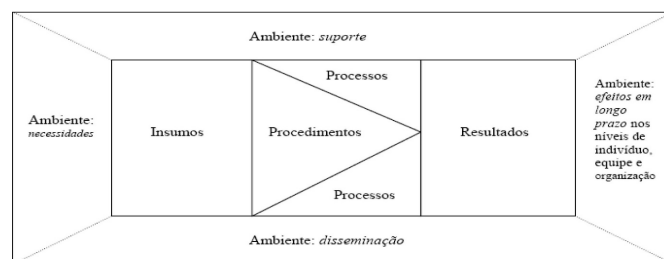 Ambiente: suporte
Processos
Ambiente:
necessidades
Insumos
Procedimentos
Resultados
Ambiente:
efeitos em
longo
prazo nos
níveis de
indivíduo,
equipe e
organização
Processos
Ambiente: disseminação